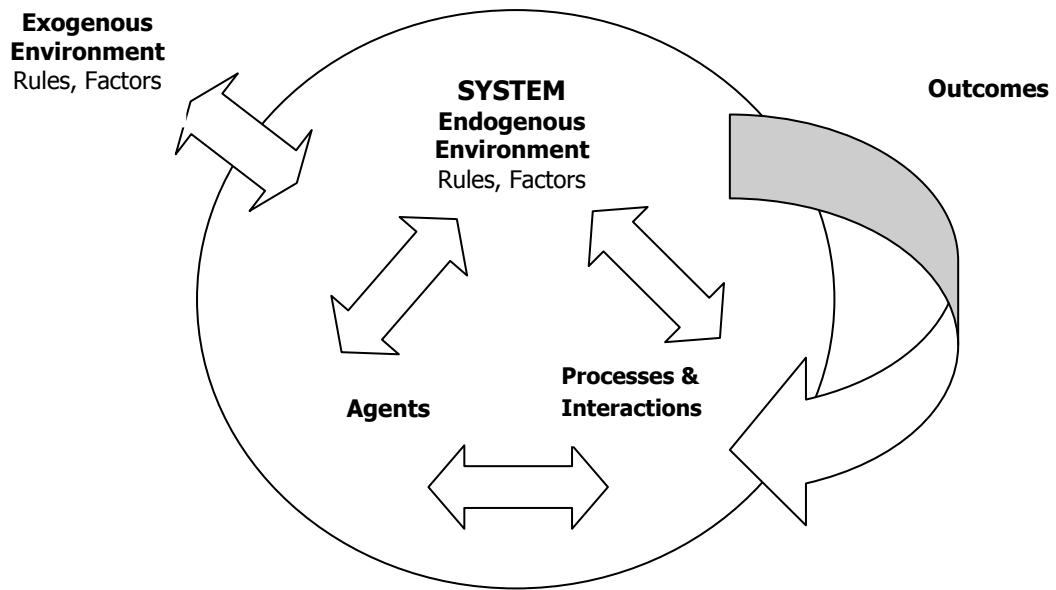 Exogenous
Environment
Rules, Factors
SYSTEM
Endogenous
Environment
Rules, Factors
Outcomes
Agents
Processes &
Interactions